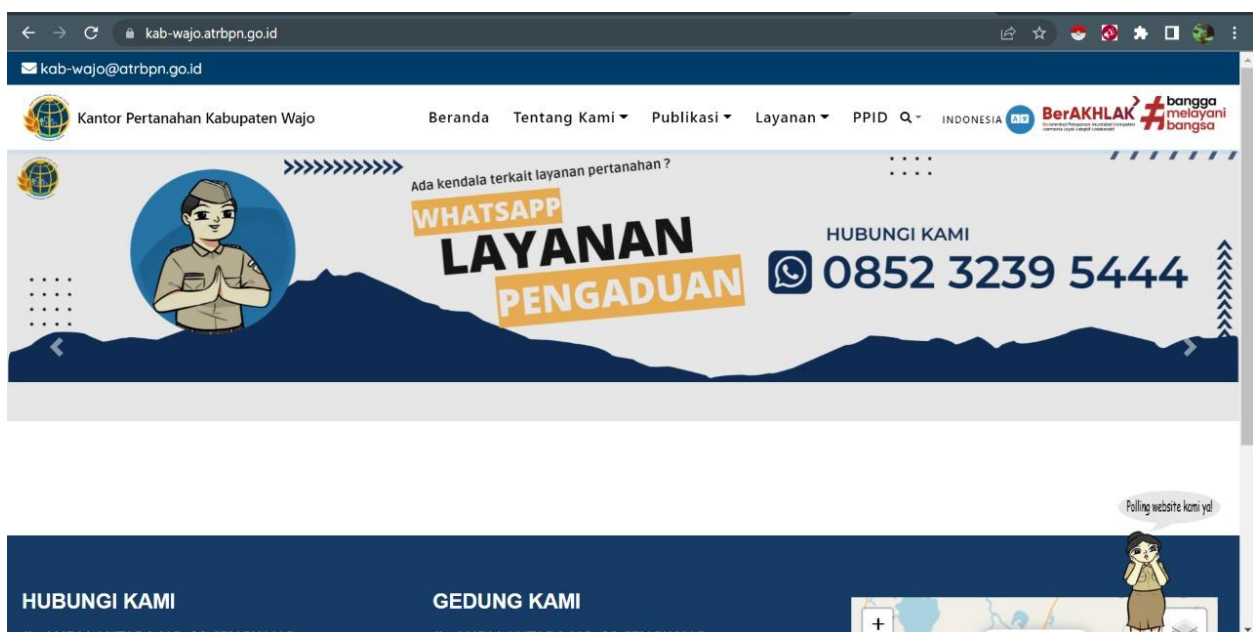 kab-wajo.atrbpn.go.id
kab-wajo@atrbpn.go.id
Kantor Pertanahan Kabupaten Wajo
Beranda Tentang Kami Publikasi Layanan PPID INDONESIA
BerAKHLAK
#bangga
melayani
bangsa
Ada kendala terkait layanan pertanahan ?
WHATSAPP
LAYANAN
PENGADUAN
HUBUNGI KAMI
0852 3239 5444
Polling website kami ya!
HUBUNGI KAMI
GEDUNG KAMI
+